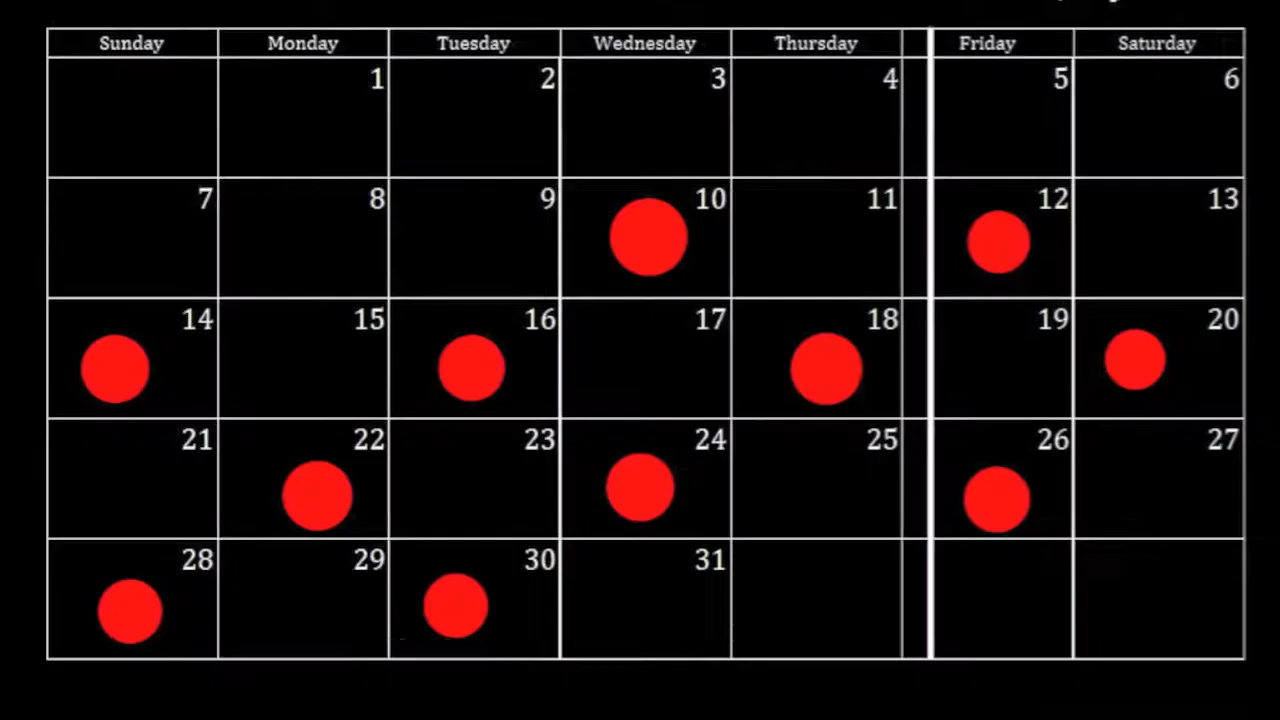 Sunday Monday Tuesday Wednesday Thursday Friday Saturday
1 2 3 4 5 6
7 8 9 10 11 12 13
14 15 16 17 18 19 20
21 22 23 24 25 26 27
28 29 30 31